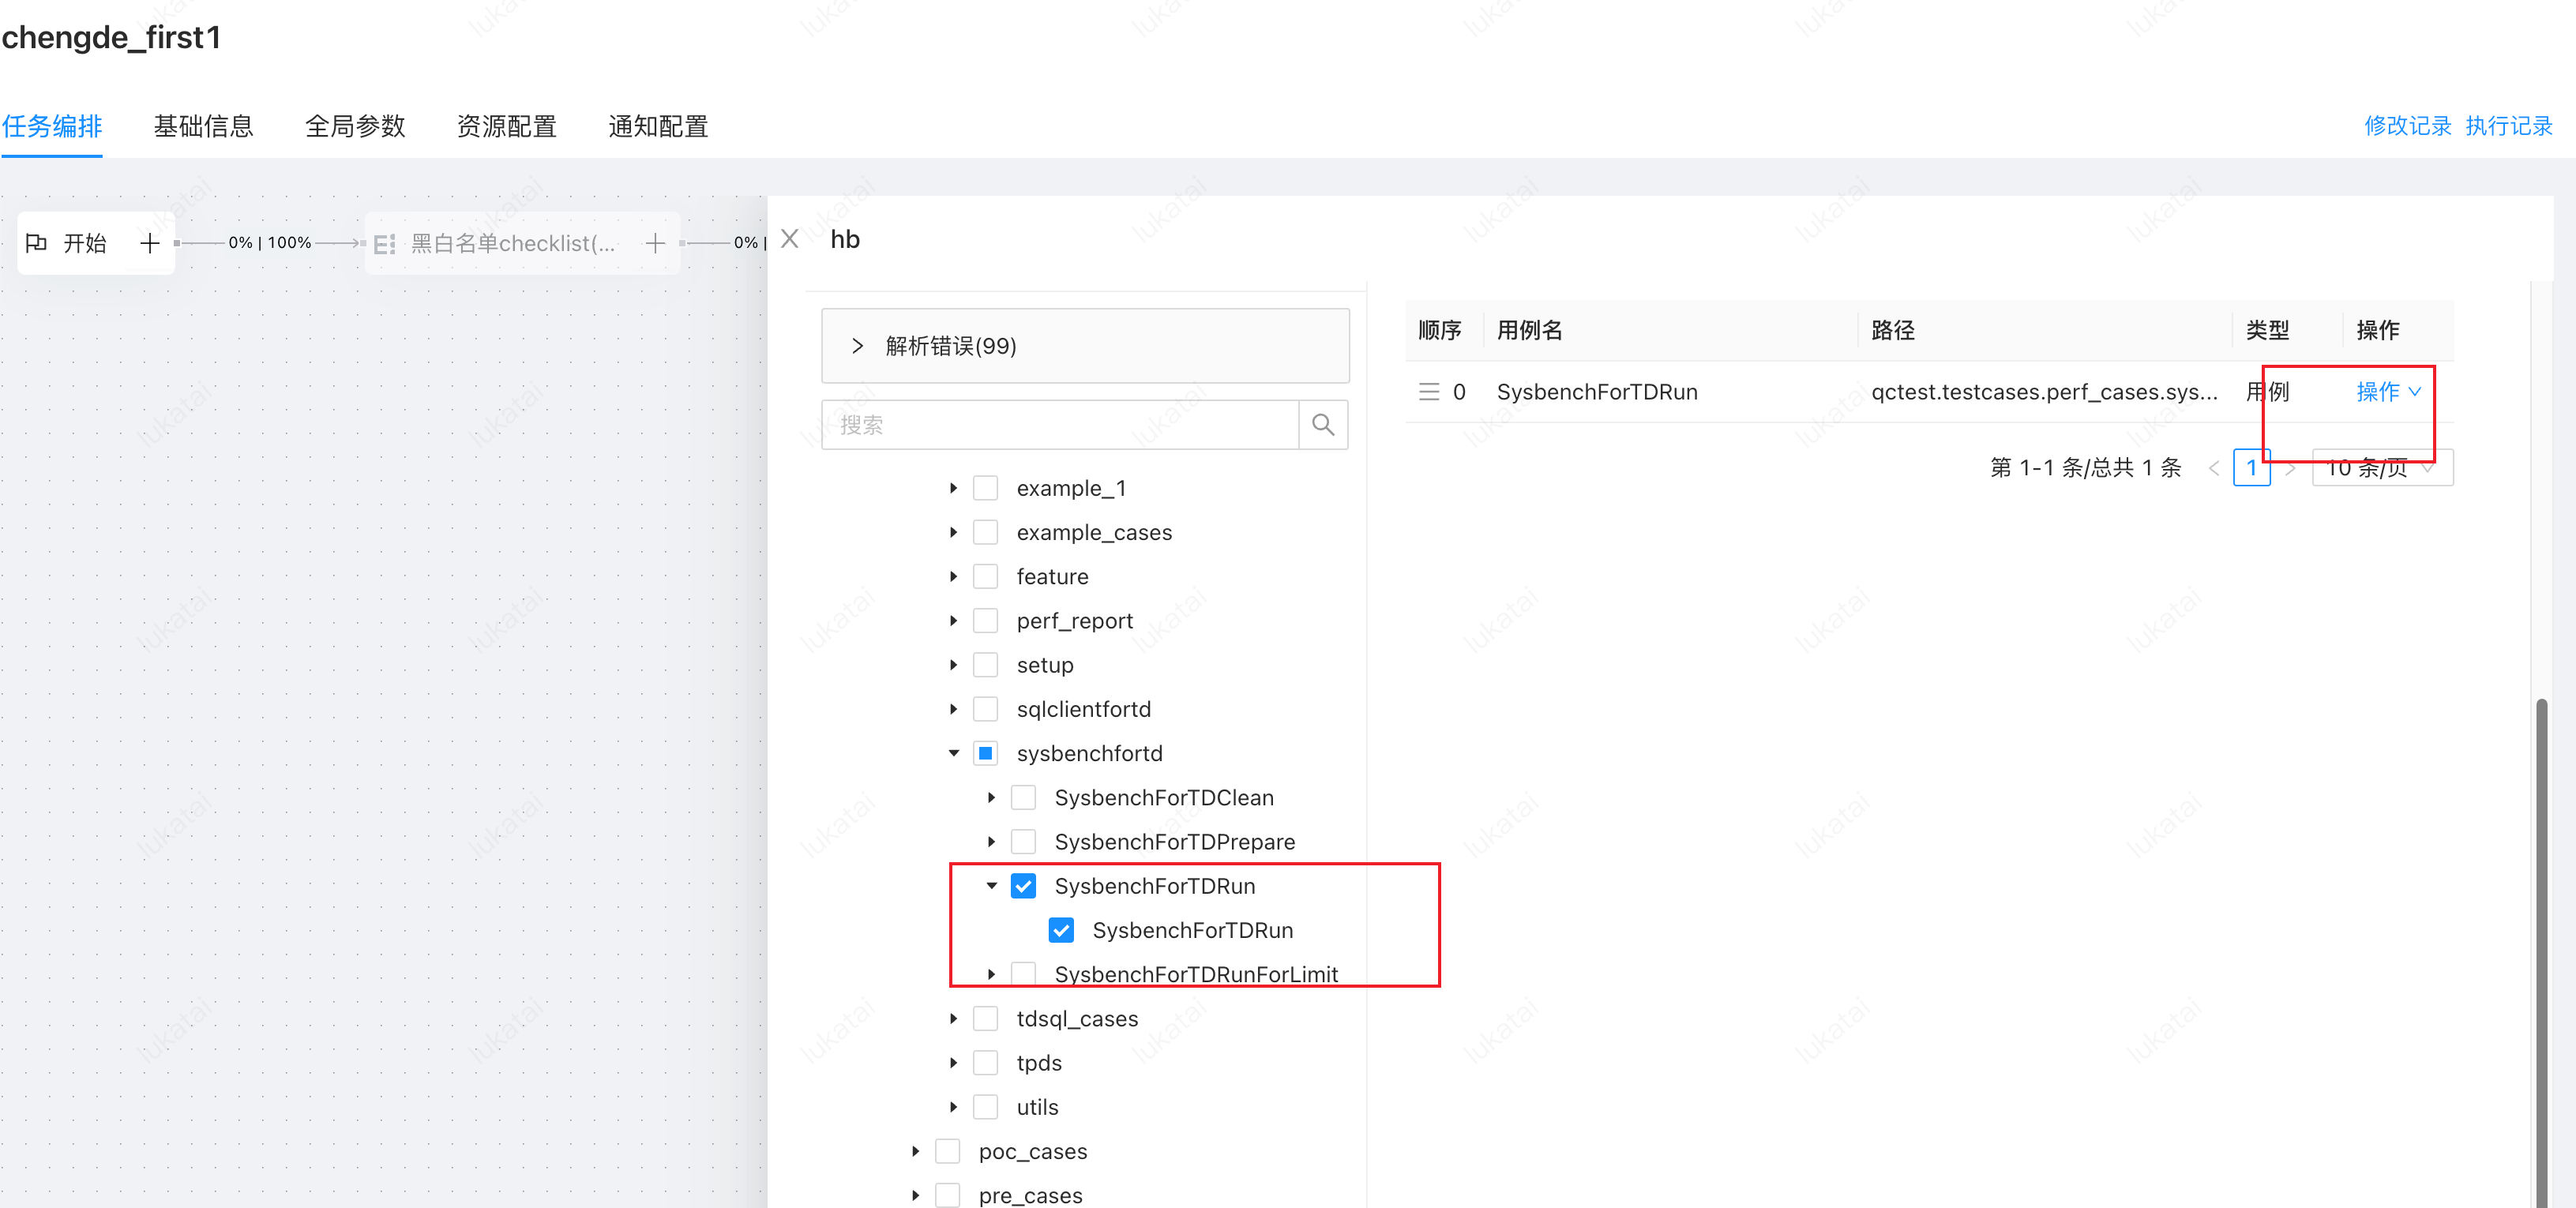 chengde_first1
任务编排 基础信息 全局参数 资源配置 通知配置 修改记录 执行记录
开始 0% | 100% 黑白名单checklist(... 0% |
hb
解析错误(99)
搜索
example_1
example_cases
feature
perf_report
setup
sqlclientfortd
sysbenchfortd
SysbenchForTDClean
SysbenchForTDPrepare
SysbenchForTDRun
SysbenchForTDRun
SysbenchForTDRunForLimit
tdsql_cases
tpds
utils
poc_cases
pre_cases
顺序 用例名 路径 类型 操作
0 SysbenchForTDRun qctest.testcases.perf_cases.sys... 用例 操作
第 1-1 条/总共 1 条 < 1 > 10 条/页
lukatai